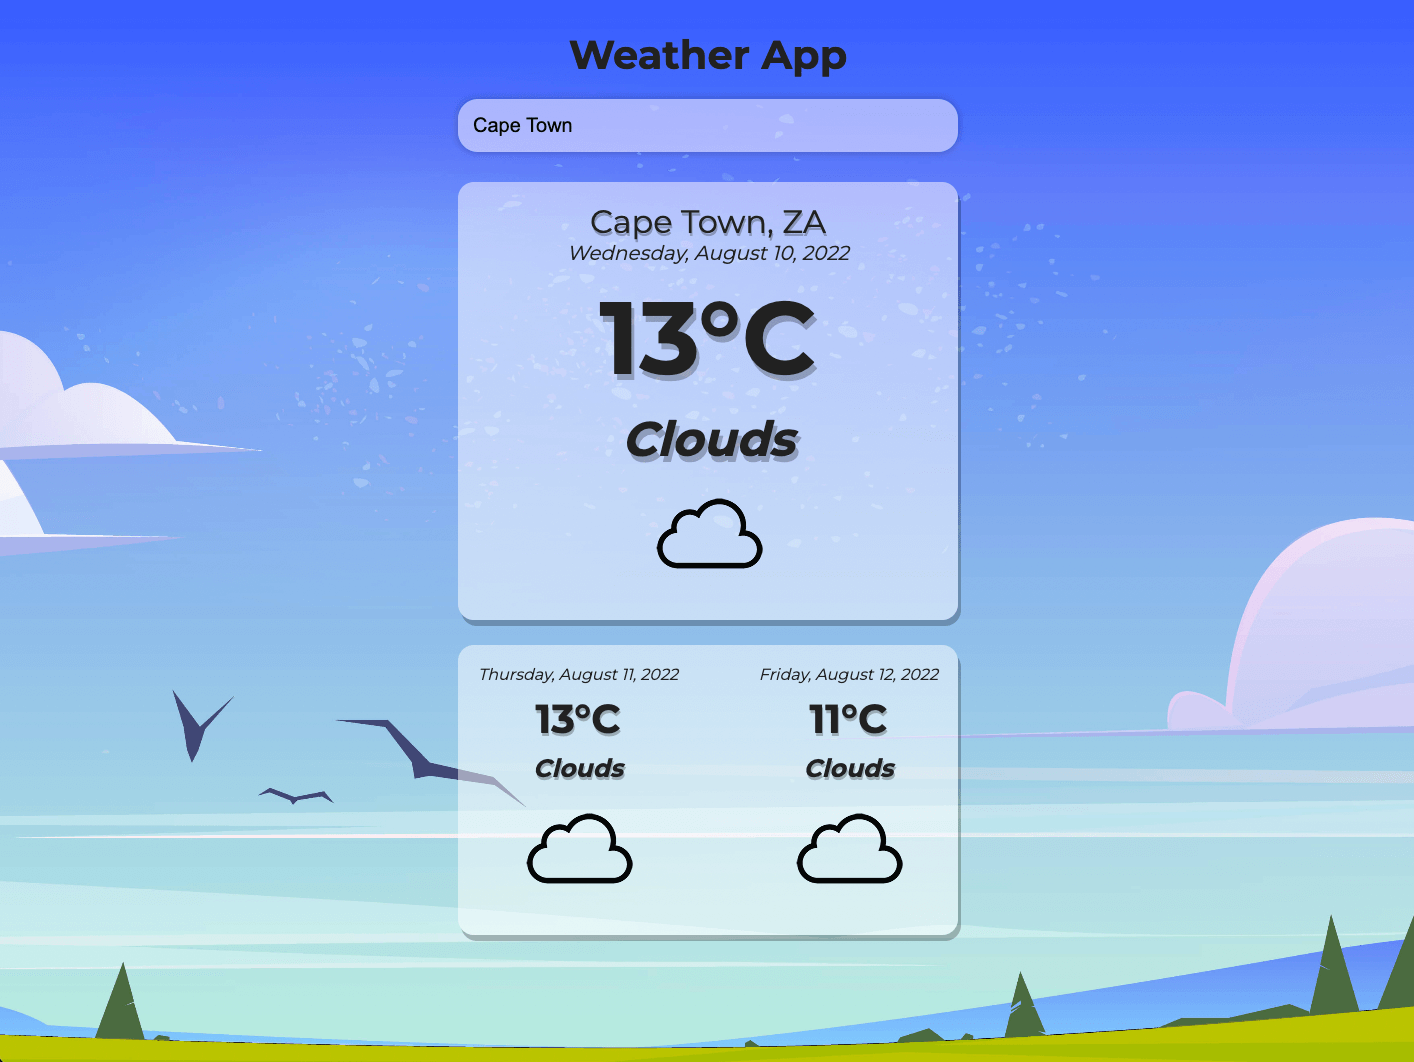 Weather App
Cape Town
Cape Town, ZA
Wednesday, August 10, 2022
13°C
Clouds
Thursday, August 11, 2022
13°C
Clouds
Friday, August 12, 2022
11°C
Clouds